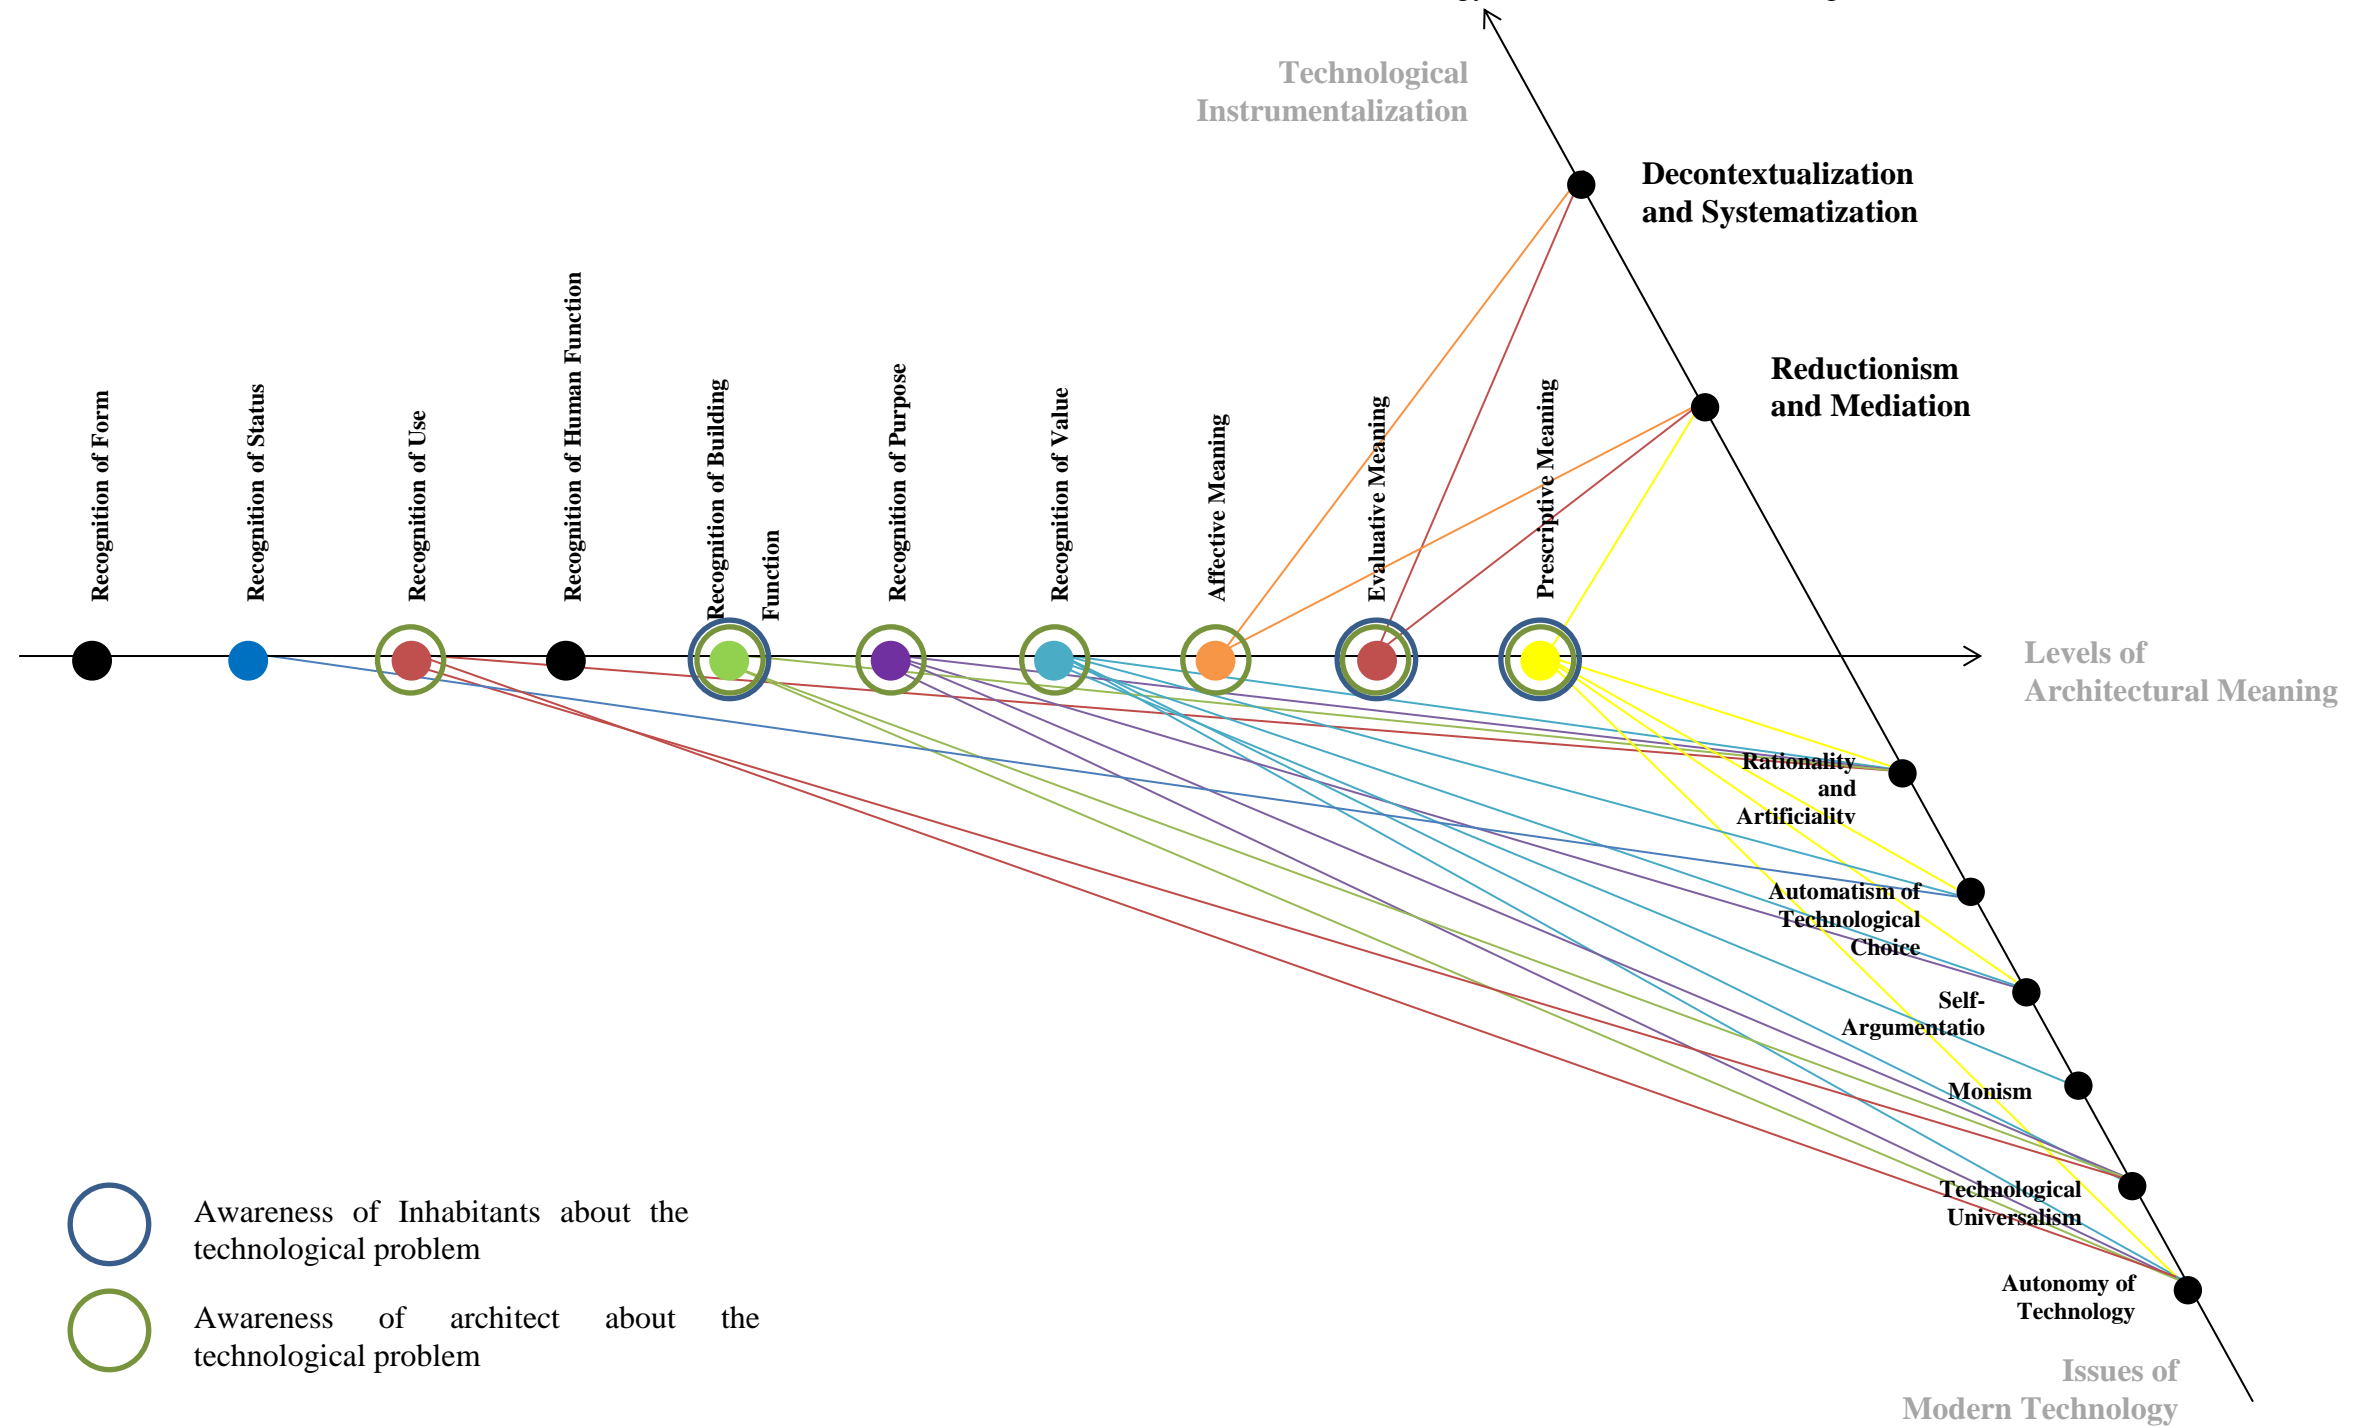 Technological
Instrumentalization
Decontextualization
and Systematization
Reductionism
and Mediation
Recognition of Form
Recognition of Status
Recognition of Use
Recognition of Human Function
Recognition of Building
Function
Recognition of Purpose
Recognition of Value
Affective Meaning
Evaluative Meaning
Prescriptive Meaning
Levels of
Architectural Meaning
Rationality
and
Artificiality
Automatism of
Technological
Choice
Self-
Argumentatio
Monism
Technological
Universalism
Autonomy of
Technology
Issues of
Modern Technology
Awareness of Inhabitants about the
technological problem
Awareness of architect about the
technological problem